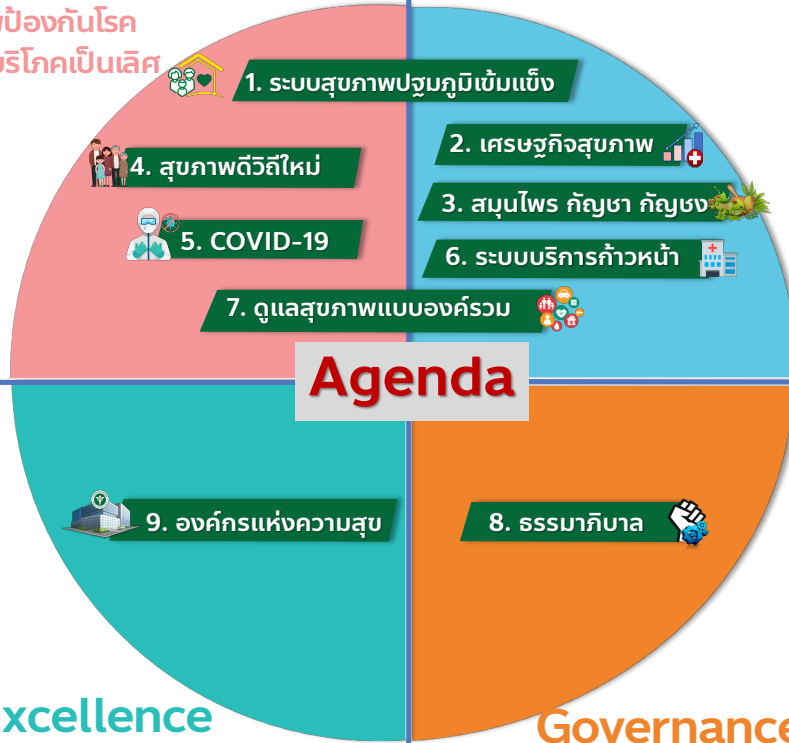 ป้องกันโรค
บริโภคเป็นเลิศ
1. ระบบสุขภาพปฐมภูมิเข้มแข็ง
2. เศรษฐกิจสุขภาพ
4. สุขภาพดีวิถีใหม่
3. สมุนไพร กัญชา กัญชง
5. COVID-19
6. ระบบบริการก้าวหน้า
7. ดูแลสุขภาพแบบองค์รวม
Agenda
9. องค์กรแห่งความสุข
8. ธรรมาภิบาล
xcellence
Governance